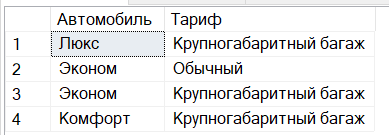 Автомобиль Тариф
1 Люкс Крупногабаритный багаж
2 Эконом Обычный
3 Эконом Крупногабаритный багаж
4 Комфорт Крупногабаритный багаж